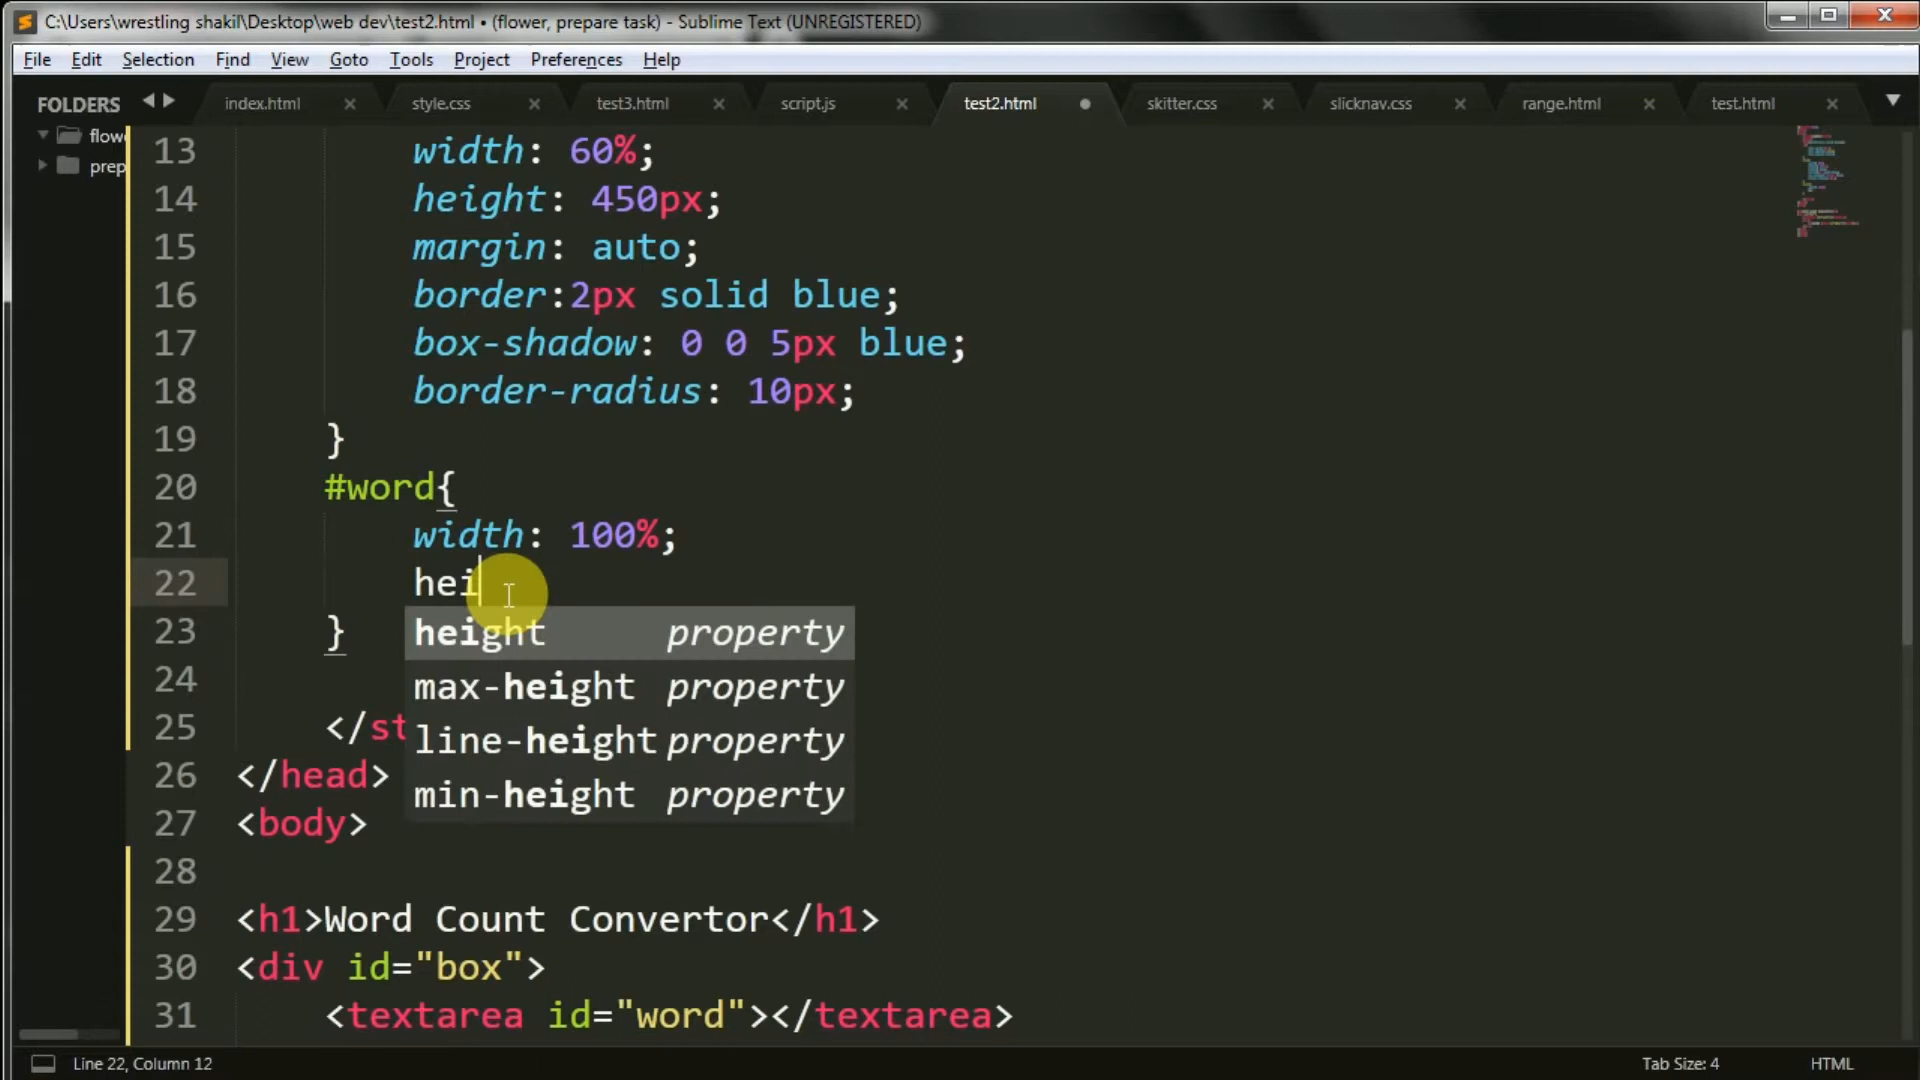 C:\Users\wrestling shakil\Desktop\web dev\test2.html • (flower, prepare task) - Sublime Text (UNREGISTERED)
File Edit Selection Find View Goto Tools Project Preferences Help
FOLDERS index.html style.css test3.html script.js test2.html skitter.css slicknav.css range.html test.html
flow
prep
13 width: 60%;
14 height: 450px;
15 margin: auto;
16 border:2px solid blue;
17 box-shadow: 0 0 5px blue;
18 border-radius: 10px;
19 }
20 #word{
21 width: 100%;
22 hei
23 }
height property
max-height property
line-height property
min-height property
24
25 </st
26 </head>
27 <body>
28
29 <h1>Word Count Convertor</h1>
30 <div id="box">
31 <textarea id="word"></textarea>
Line 22, Column 12 Tab Size: 4 HTML